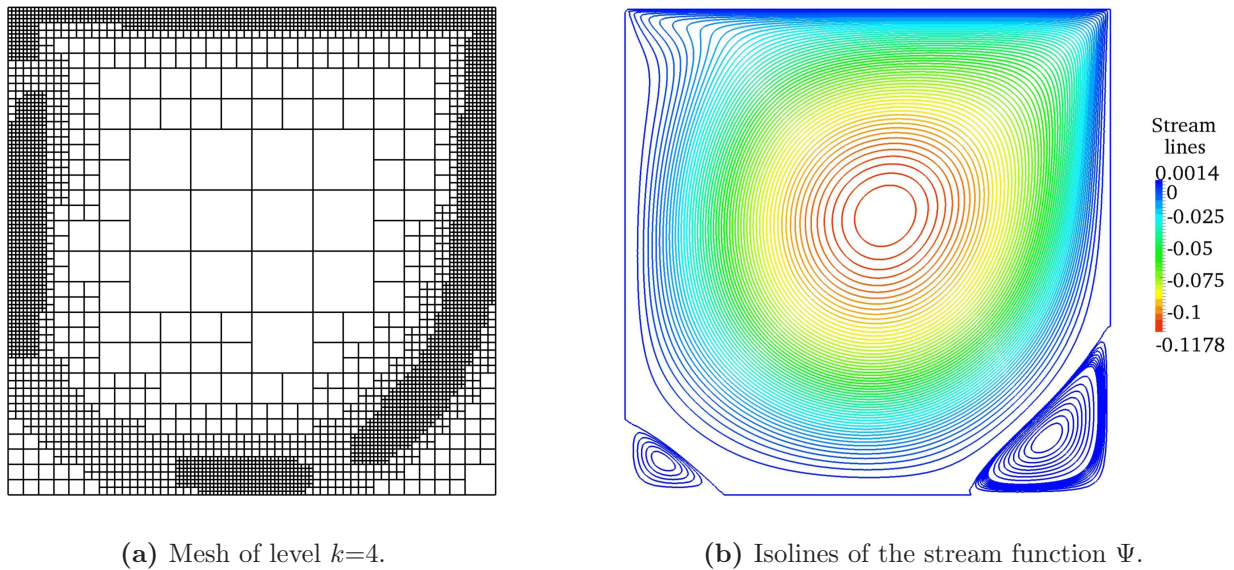 Stream
lines
0.0014
0
-0.025
-0.05
-0.075
-0.1
-0.1178
(a) Mesh of level k=4.
(b) Isolines of the stream function Ψ.